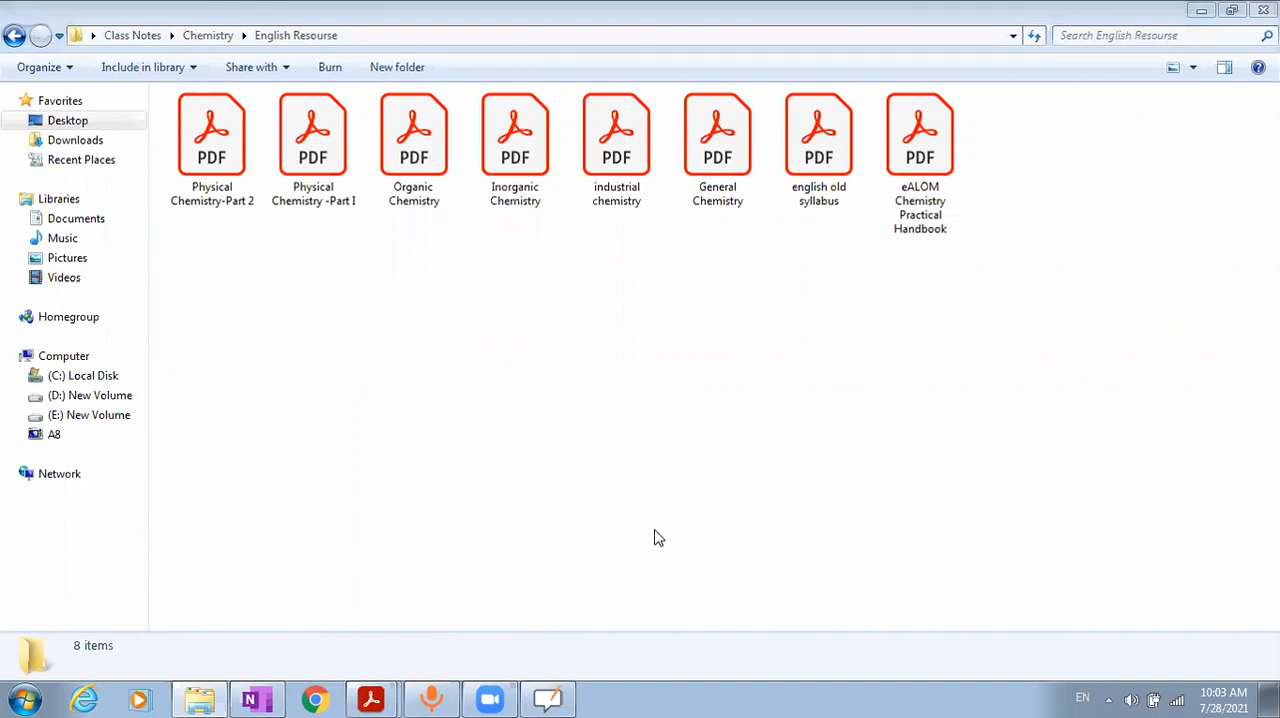 Class Notes Chemistry English Resourse
Search English Resourse
Organize Include in library Share with Burn New folder
Favorites
Desktop
Downloads
Recent Places
Libraries
Documents
Music
Pictures
Videos
Homegroup
Computer
(C:) Local Disk
(D:) New Volume
(E:) New Volume
A8
Network
PDF PDF PDF PDF PDF PDF PDF PDF
Physical
Chemistry-Part 2
Physical
Chemistry -Part I
Organic
Chemistry
Inorganic
Chemistry
industrial
chemistry
General
Chemistry
english old
syllabus
eALOM
Chemistry
Practical
Handbook
8 items
N
EN
10:03 AM
7/28/2021